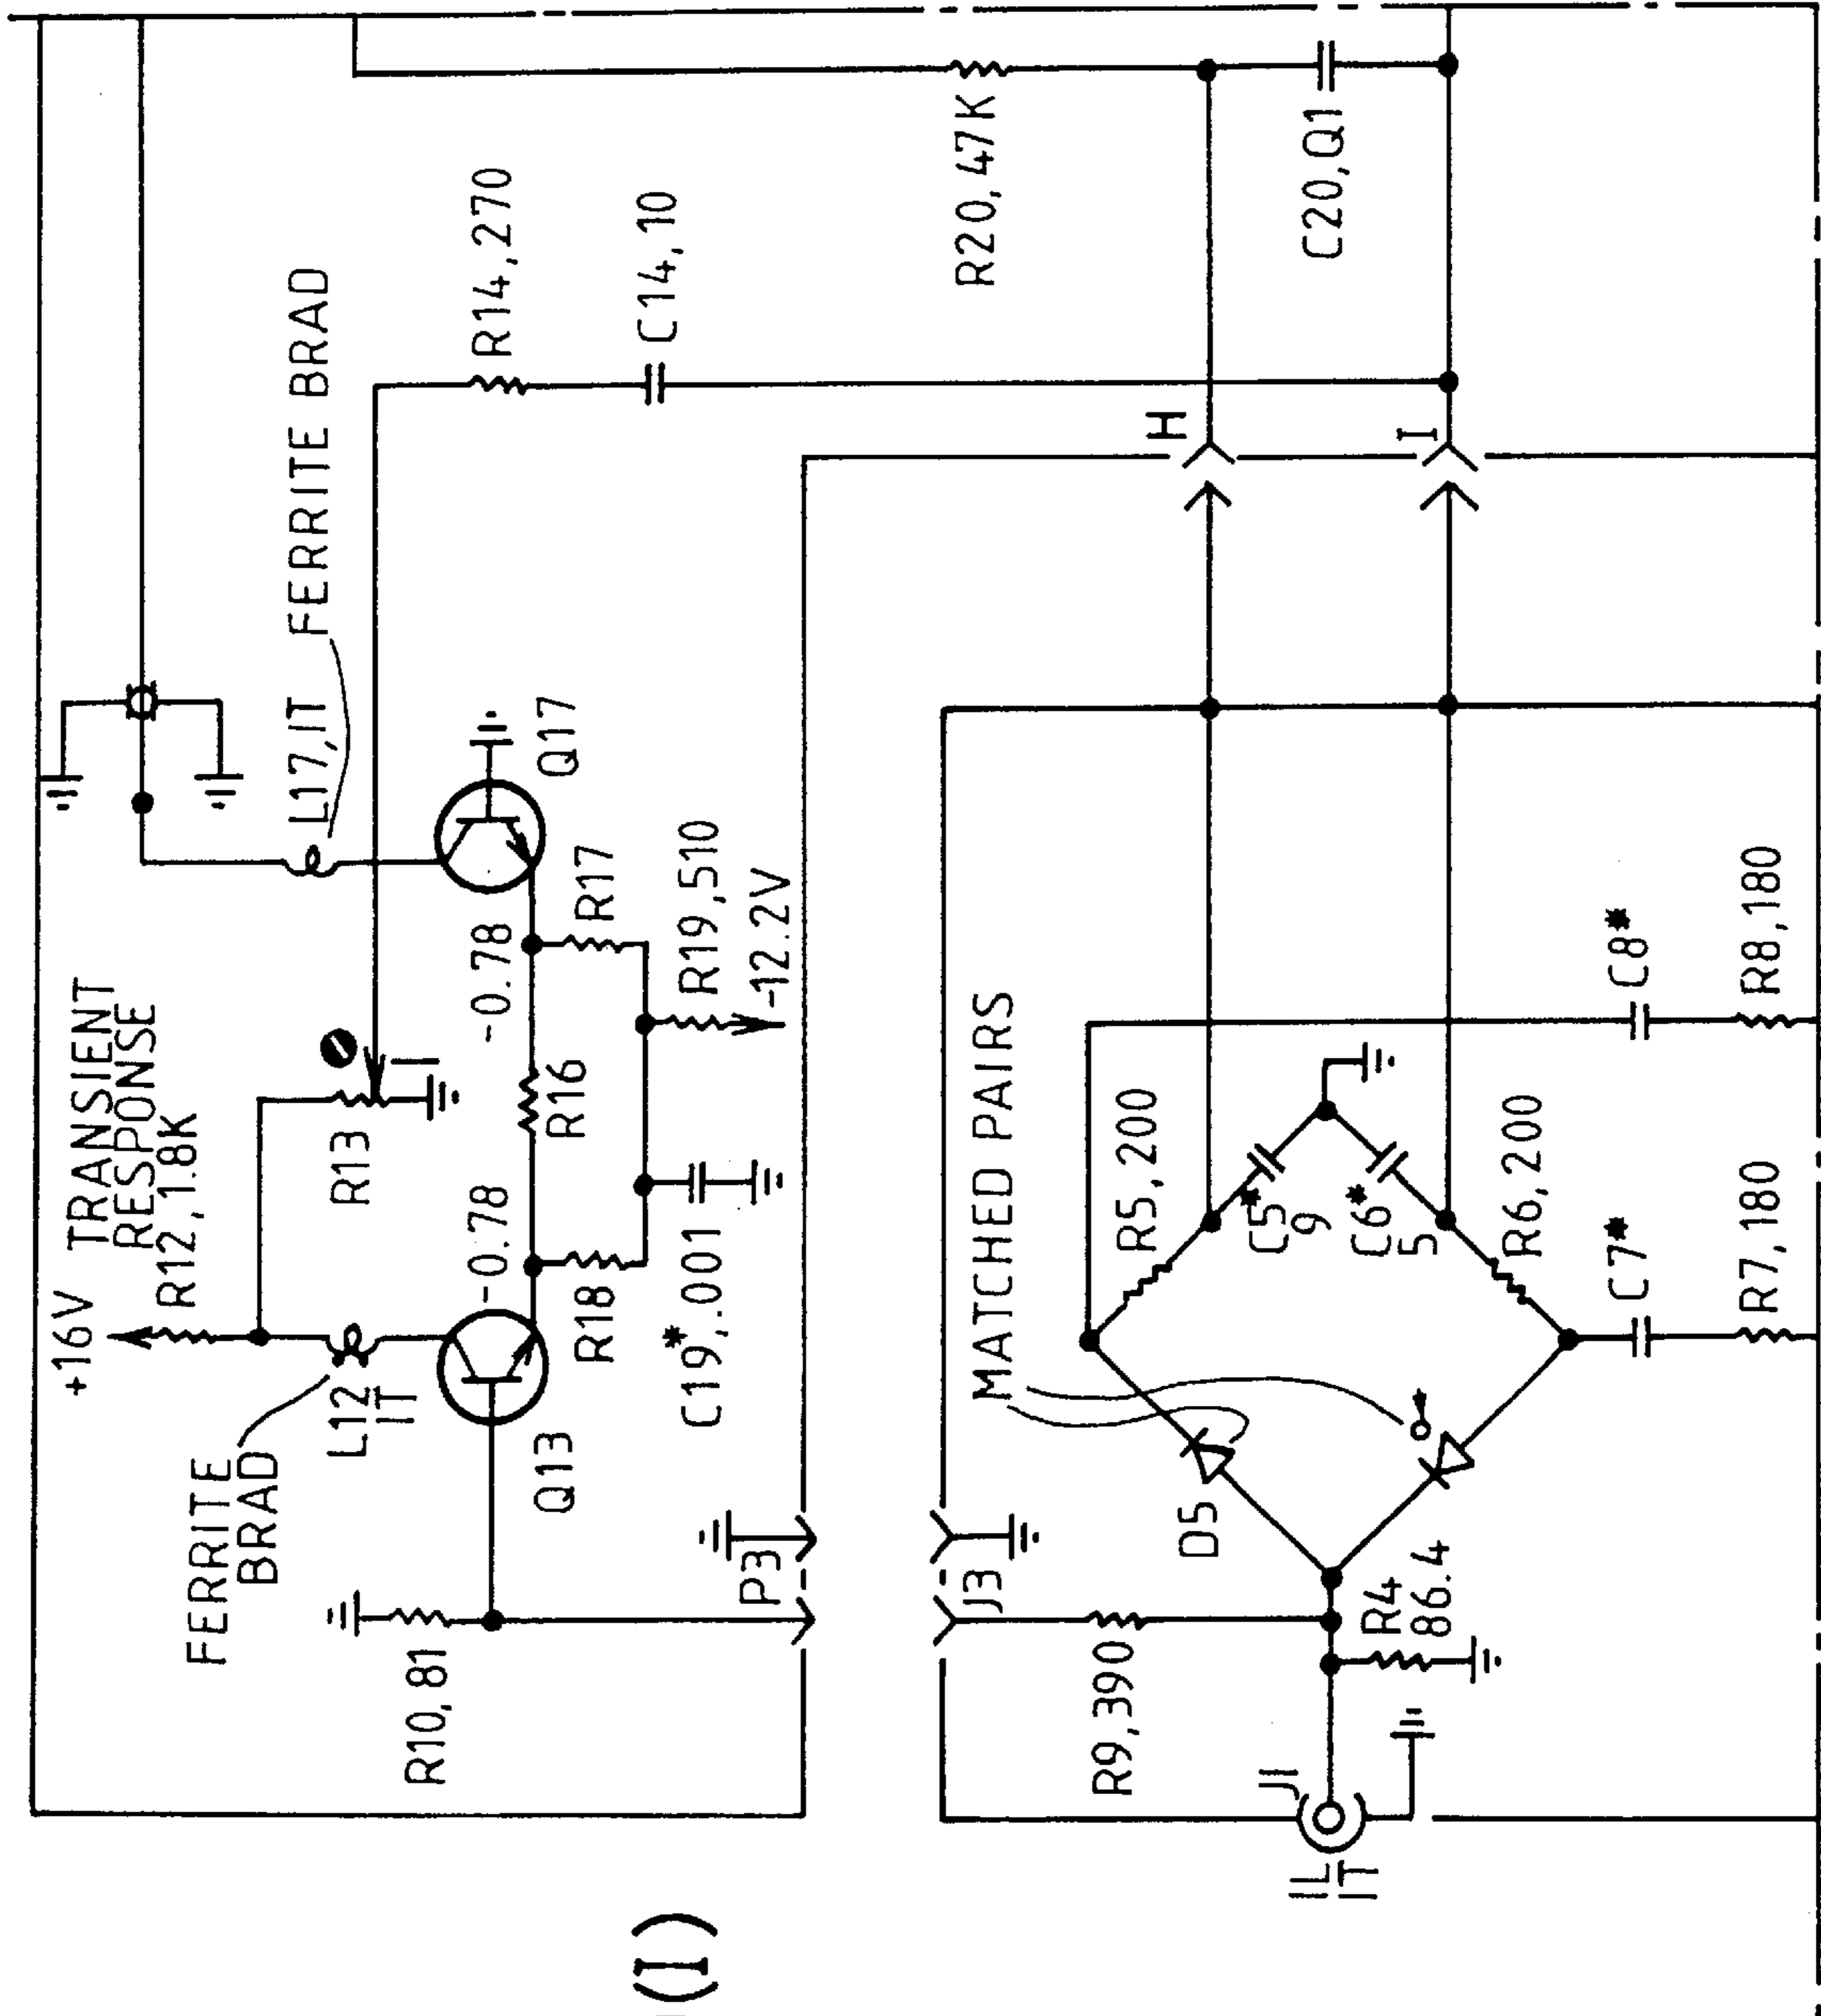 +16V
TRANSIENT
RESPONSE
R12,1.8K
FERRITE
BRAD
L12
IT
R13
L17,IT FERRITE BRAD
R14,270
C14,10
R10,81
Q13
-0.78
R16
-0.78
Q17
R18
R17
C19*,.001
R19,510
-12.2V
R20,47K
P3
J3
MATCHED PAIRS
H
I
C20,Q1
R9,390
D5
R5,200
C5*
9
C6*
5
R6,200
R4
86.4
J1
IL
IT
C7*
R7,180
C8*
R8,180
(I)